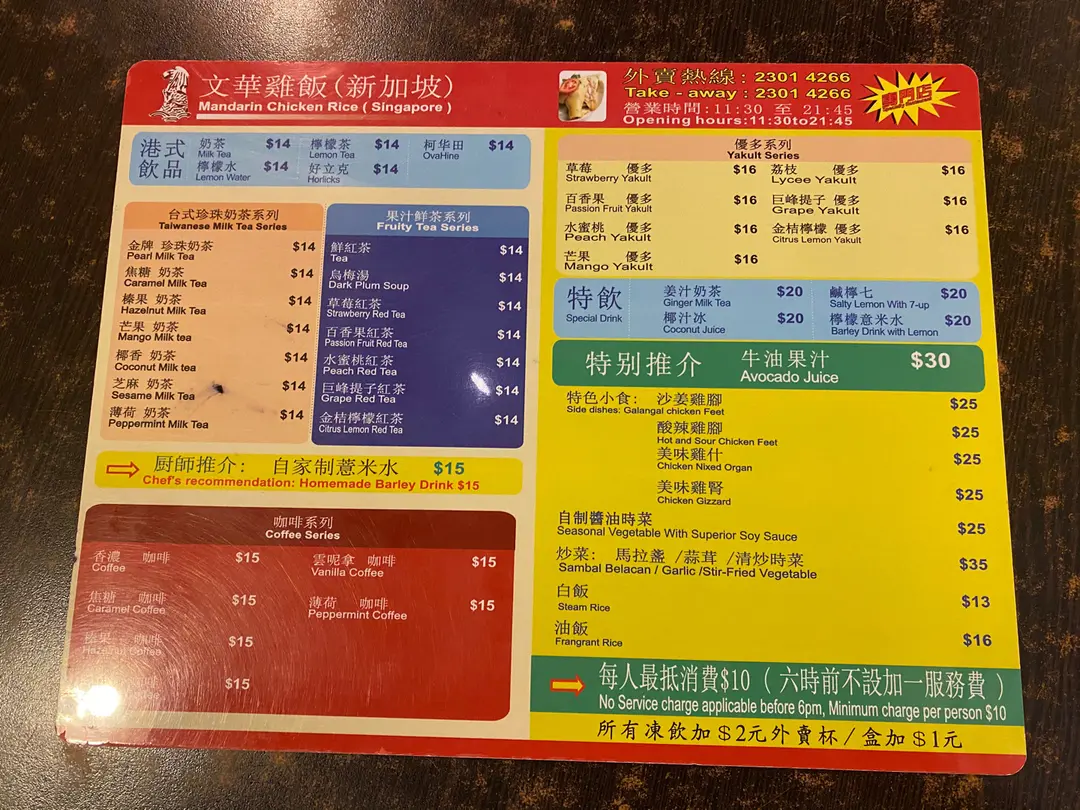 文華雞飯(新加坡)
Mandarin Chicken Rice ( Singapore )
外賣熱線 : 2301 4266
Take - away : 2301 4266
營業時間 : 11:30 至 21:45
Opening hours:11:30to21:45
專門店
港式飲品
奶茶 $14 檸檬茶 $14 柯华田 $14
Milk Tea Lemon Tea OvaHine
檸檬水 $14 好立克 $14
Lemon Water Horlicks
台式珍珠奶茶系列
Taiwanese Milk Tea Series
金牌 珍珠奶茶 $14
Pearl Milk Tea
焦糖 奶茶 $14
Caramel Milk Tea
榛果 奶茶 $14
Hazelnut Milk Tea
芒果 奶茶 $14
Mango Milk tea
椰香 奶茶 $14
Coconut Milk tea
芝麻 奶茶 $14
Sesame Milk Tea
薄荷 奶茶 $14
Peppermint Milk Tea
果汁鮮茶系列
Fruity Tea Series
鮮紅茶 $14
Tea
烏梅湯 $14
Dark Plum Soup
草莓紅茶 $14
Strawberry Red Tea
百香果紅茶 $14
Passion Fruit Red Tea
水蜜桃紅茶 $14
Peach Red Tea
巨峰提子紅茶 $14
Grape Red Tea
金桔檸檬紅茶 $14
Citrus Lemon Red Tea
厨師推介: 自家制薏米水 $15
Chef's recommendation: Homemade Barley Drink $15
咖啡系列
Coffee Series
香濃 咖啡 $15 雲呢拿 咖啡 $15
Coffee Vanilla Coffee
焦糖 咖啡 $15 薄荷 咖啡 $15
Caramel Coffee Peppermint Coffee
榛果 咖啡 $15
Hazelnut Coffee
$15
優多系列
Yakult Series
草莓 優多 $16 荔枝 優多 $16
Strawberry Yakult Lycee Yakult
百香果 優多 $16 巨峰提子 優多 $16
Passion Fruit Yakult Grape Yakult
水蜜桃 優多 $16 金桔檸檬 優多 $16
Peach Yakult Citrus Lemon Yakult
芒果 優多 $16
Mango Yakult
特飲
Special Drink
姜汁奶茶 $20 鹹檸七 $20
Ginger Milk Tea Salty Lemon With 7-up
椰汁冰 $20 檸檬意米水 $20
Coconut Juice Barley Drink with Lemon
特别推介 牛油果汁 $30
Avocado Juice
特色小食: 沙姜雞腳 $25
Side dishes: Galangal chicken Feet
酸辣雞腳 $25
Hot and Sour Chicken Feet
美味雞什 $25
Chicken Nixed Organ
美味雞腎 $25
Chicken Gizzard
自制醬油時菜 $25
Seasonal Vegetable With Superior Soy Sauce
炒菜: 馬拉盞 /蒜茸 /清炒時菜 $35
Sambal Belacan / Garlic /Stir-Fried Vegetable
白飯 $13
Steam Rice
油飯 $16
Frangrant Rice
每人最抵消費$10 ( 六時前不設加一服務費 )
No Service charge applicable before 6pm, Minimum charge per person $10
所有凍飲加$2元外賣杯/盒加$1元